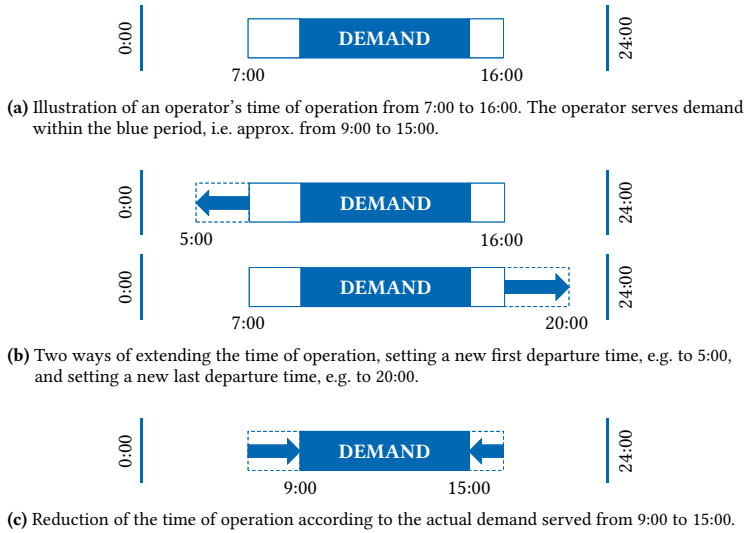 0:00
DEMAND
24:00
7:00
16:00
(a) Illustration of an operator's time of operation from 7:00 to 16:00. The operator serves demand
within the blue period, i.e. approx. from 9:00 to 15:00.
0:00
DEMAND
24:00
5:00
16:00
0:00
DEMAND
24:00
7:00
20:00
(b) Two ways of extending the time of operation, setting a new first departure time, e.g. to 5:00,
and setting a new last departure time, e.g. to 20:00.
0:00
DEMAND
24:00
9:00
15:00
(c) Reduction of the time of operation according to the actual demand served from 9:00 to 15:00.